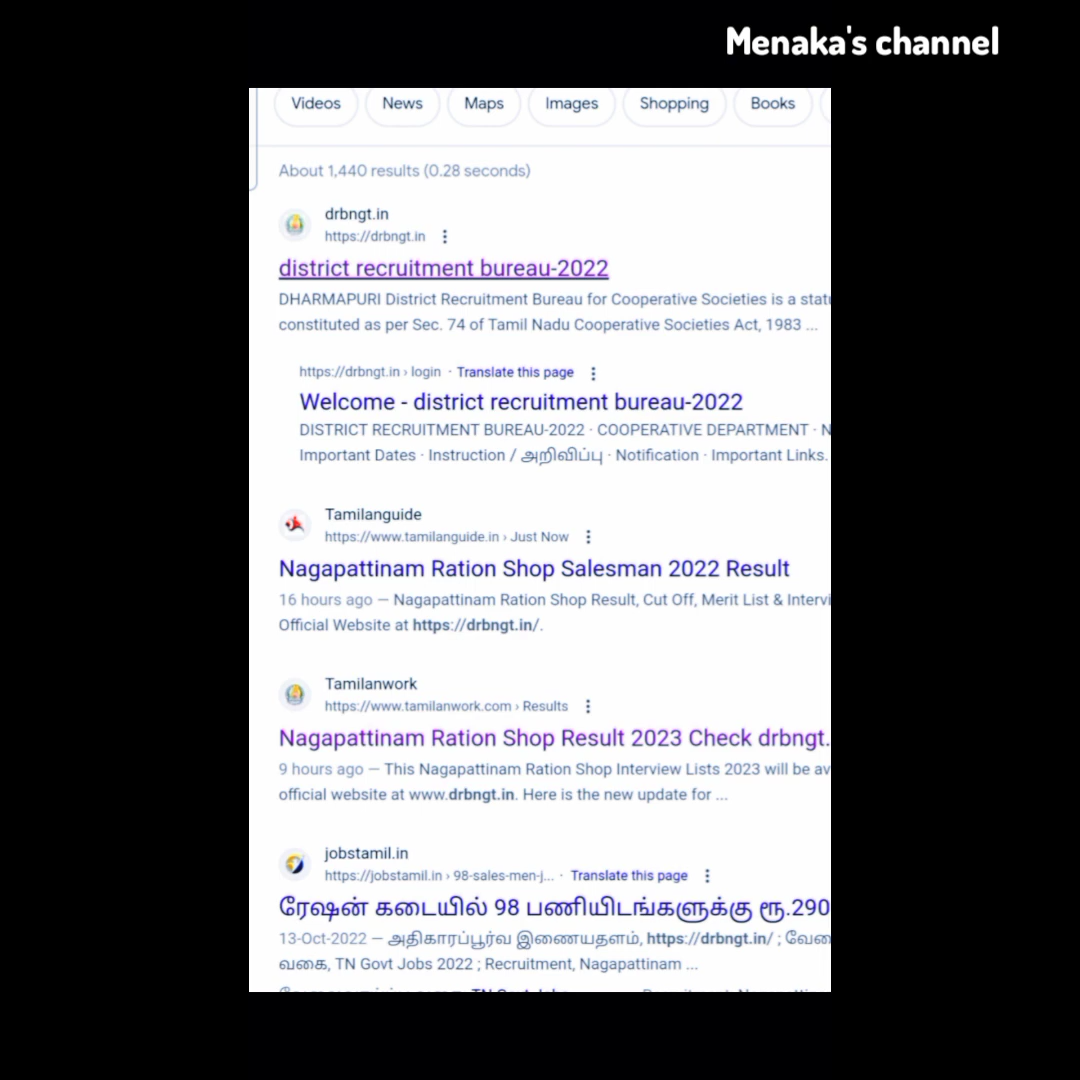 Menaka's channel
Videos News Maps Images Shopping Books
About 1,440 results (0.28 seconds)
drbngt.in
https://drbngt.in
district recruitment bureau-2022
DHARMAPURI District Recruitment Bureau for Cooperative Societies is a statu
constituted as per Sec. 74 of Tamil Nadu Cooperative Societies Act, 1983 ...
https://drbngt.in › login · Translate this page
Welcome - district recruitment bureau-2022
DISTRICT RECRUITMENT BUREAU-2022 · COOPERATIVE DEPARTMENT · N
Important Dates · Instruction / அறிவிப்பு · Notification · Important Links.
Tamilanguide
https://www.tamilanguide.in › Just Now
Nagapattinam Ration Shop Salesman 2022 Result
16 hours ago — Nagapattinam Ration Shop Result, Cut Off, Merit List & Intervi
Official Website at https://drbngt.in/.
Tamilanwork
https://www.tamilanwork.com › Results
Nagapattinam Ration Shop Result 2023 Check drbngt.
9 hours ago — This Nagapattinam Ration Shop Interview Lists 2023 will be av
official website at www.drbngt.in. Here is the new update for ...
jobstamil.in
https://jobstamil.in › 98-sales-men-j... · Translate this page
ரேஷன் கடையில் 98 பணியிடங்களுக்கு ரூ.290
13-Oct-2022 — அதிகாரப்பூர்வ இணையதளம், https://drbngt.in/ ; வேலை
வகை, TN Govt Jobs 2022 ; Recruitment, Nagapattinam ...